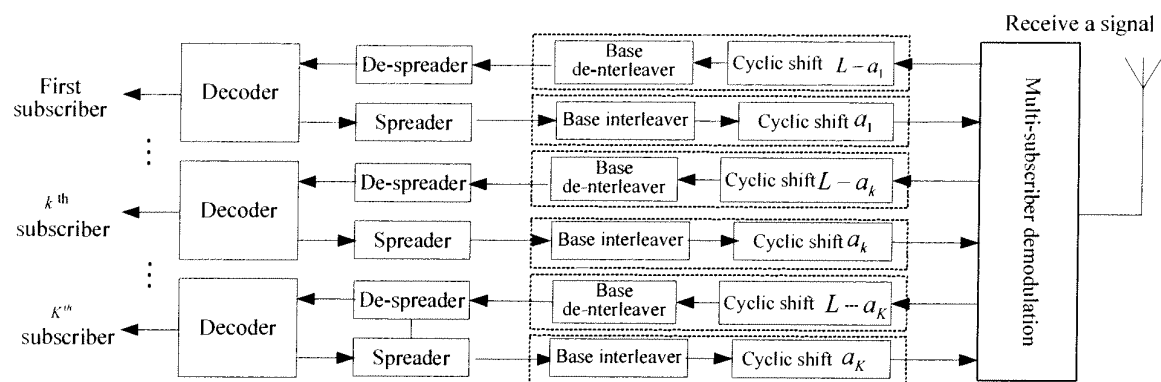 Receive a signal
First subscriber
Decoder
De-spreader
Base de-nterleaver
Cyclic shift L – a₁
Spreader
Base interleaver
Cyclic shift a₁
⋮
kth subscriber
Decoder
De-spreader
Base de-nterleaver
Cyclic shift L – aₖ
Spreader
Base interleaver
Cyclic shift aₖ
⋮
Kth subscriber
Decoder
De-spreader
Base de-nterleaver
Cyclic shift L --- a_K
Spreader
Base interleaver
Cyclic shift a_K
Multi-subscriber demodulation